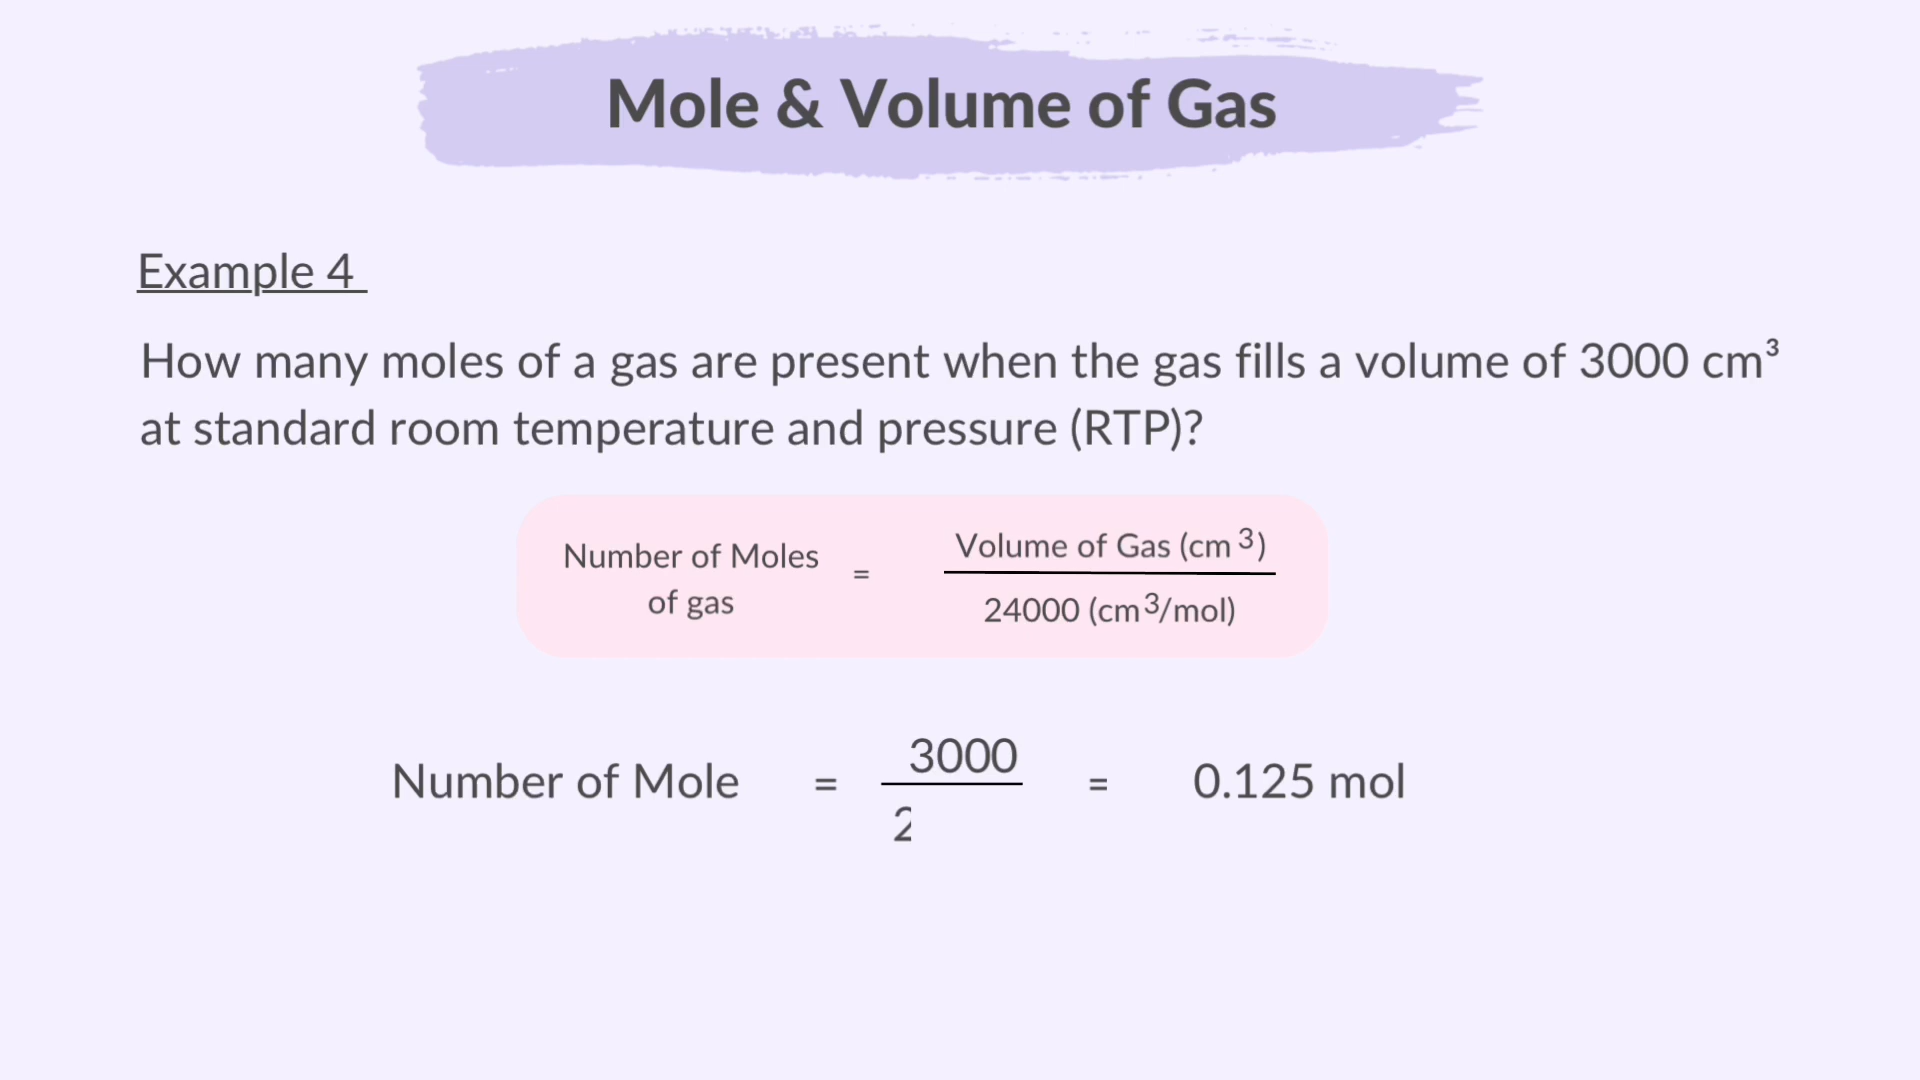 Mole & Volume of Gas
Example 4
How many moles of a gas are present when the gas fills a volume of 3000 cm³
at standard room temperature and pressure (RTP)?
Number of Moles
of gas
=
Volume of Gas (cm 3)
24000 (cm 3/mol)
Number of Mole = 3000 = 0.125 mol
2